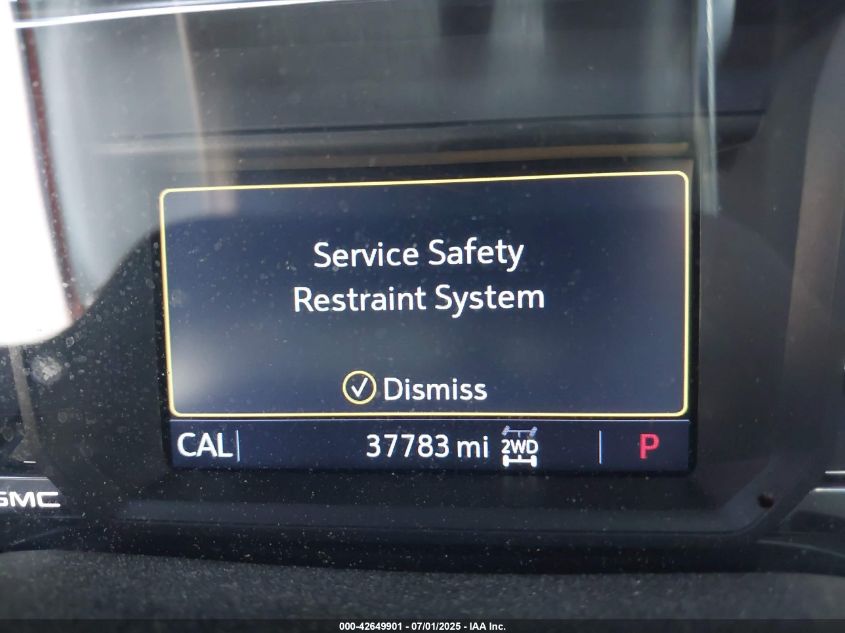 Service Safety
Restraint System
Dismiss
CAL 37783 mi 2WD P
GMC
000-42649901 - 07/01/2025 - IAA Inc.